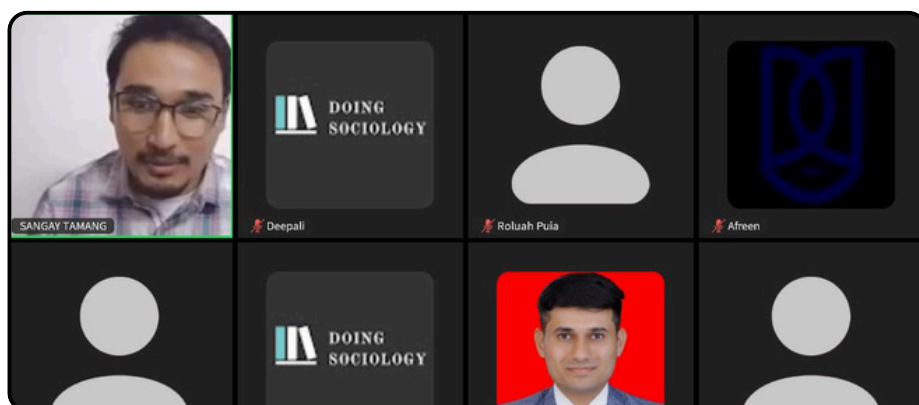 DOING
SOCIOLOGY
SANGAY TAMANG
Deepali
Roluah Puia
Afreen
DOING
SOCIOLOGY